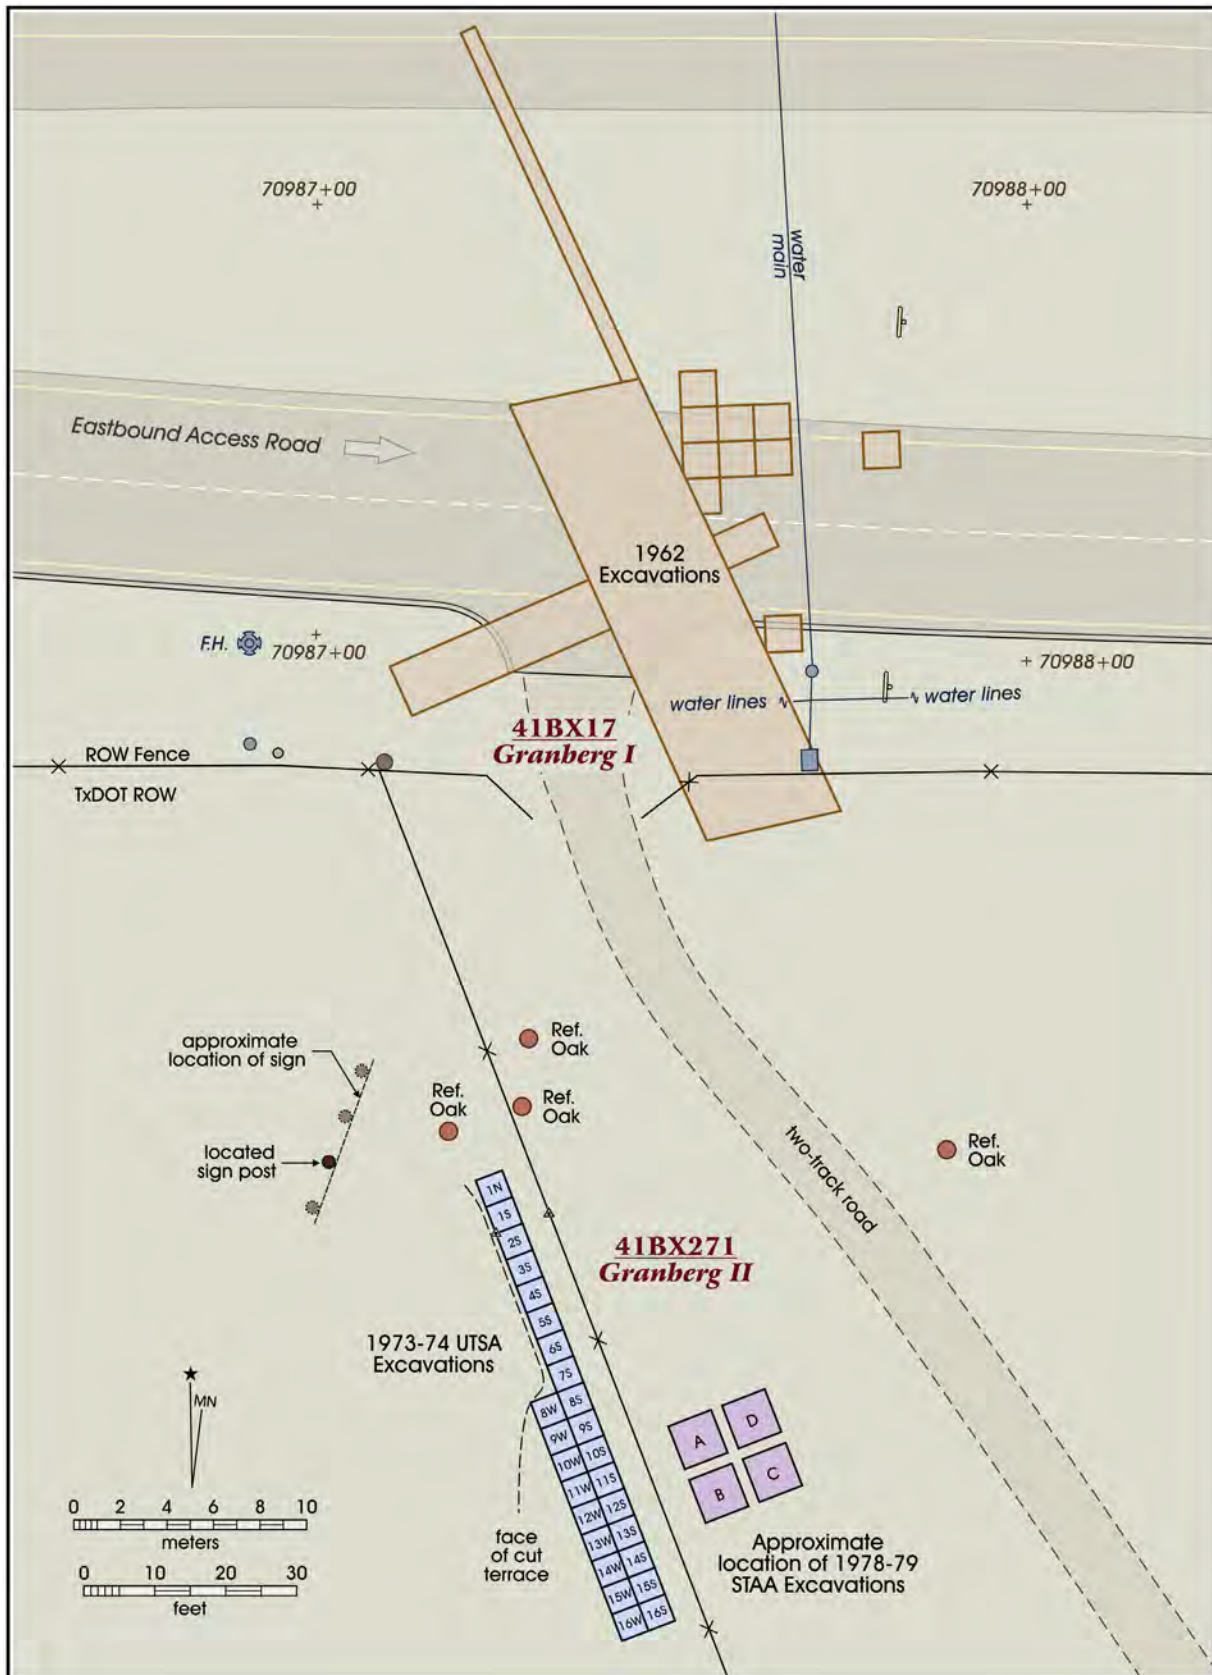 70987+00
70988+00
water
main
Eastbound Access Road
1962
Excavations
F.H.
70987+00
+ 70988+00
water lines
water lines
41BX17
Granberg I
ROW Fence
TxDOT ROW
approximate
location of sign
Ref.
Oak
Ref.
Oak
Ref.
Oak
located
sign post
Ref.
Oak
two-track road
1N
1S
2S
3S
4S
5S
6S
7S
41BX271
Granberg II
1973-74 UTSA
Excavations
8W 8S
9W 9S
10W 10S
11W 11S
12W 12S
13W 13S
14W 14S
15W 15S
16W 16S
A D
B C
MN
0 2 4 6 8 10
meters
0 10 20 30
feet
face
of cut
terrace
Approximate
location of 1978-79
STAA Excavations